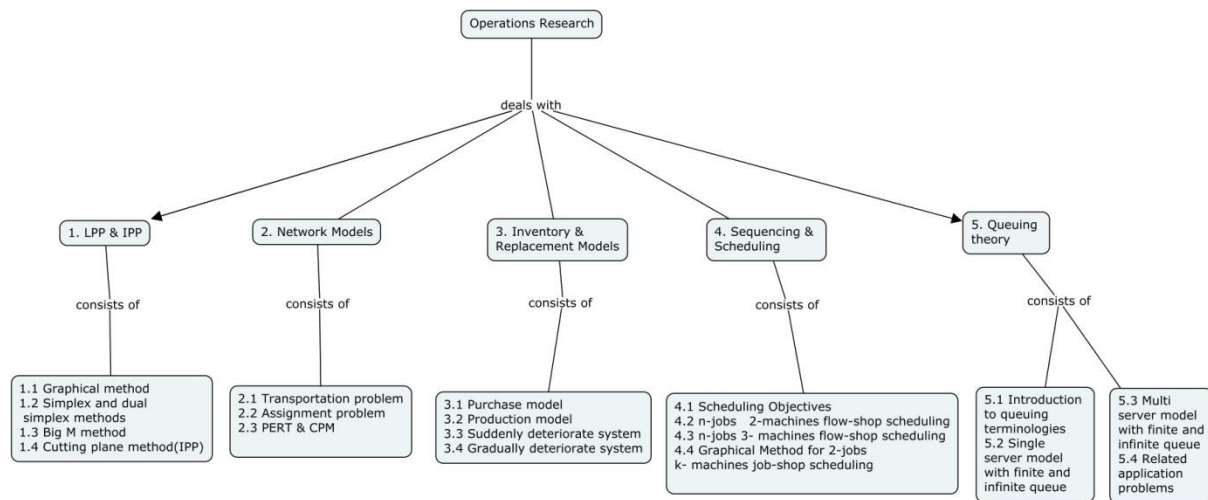 Operations Research
deals with
1. LPP & IPP
2. Network Models
3. Inventory &
Replacement Models
4. Sequencing &
Scheduling
5. Queuing
theory
consists of
consists of
consists of
consists of
consists of
1.1 Graphical method
1.2 Simplex and dual
simplex methods
1.3 Big M method
1.4 Cutting plane method(IPP)
2.1 Transportation problem
2.2 Assignment problem
2.3 PERT & CPM
3.1 Purchase model
3.2 Production model
3.3 Suddenly deteriorate system
3.4 Gradually deteriorate system
4.1 Scheduling Objectives
4.2 n-jobs 2-machines flow-shop scheduling
4.3 n-jobs 3- machines flow-shop scheduling
4.4 Graphical Method for 2-jobs
k- machines job-shop scheduling
5.1 Introduction
to queuing
terminologies
5.2 Single
server model
with finite and
infinite queue
5.3 Multi
server model
with finite and
infinite queue
5.4 Related
application
problems